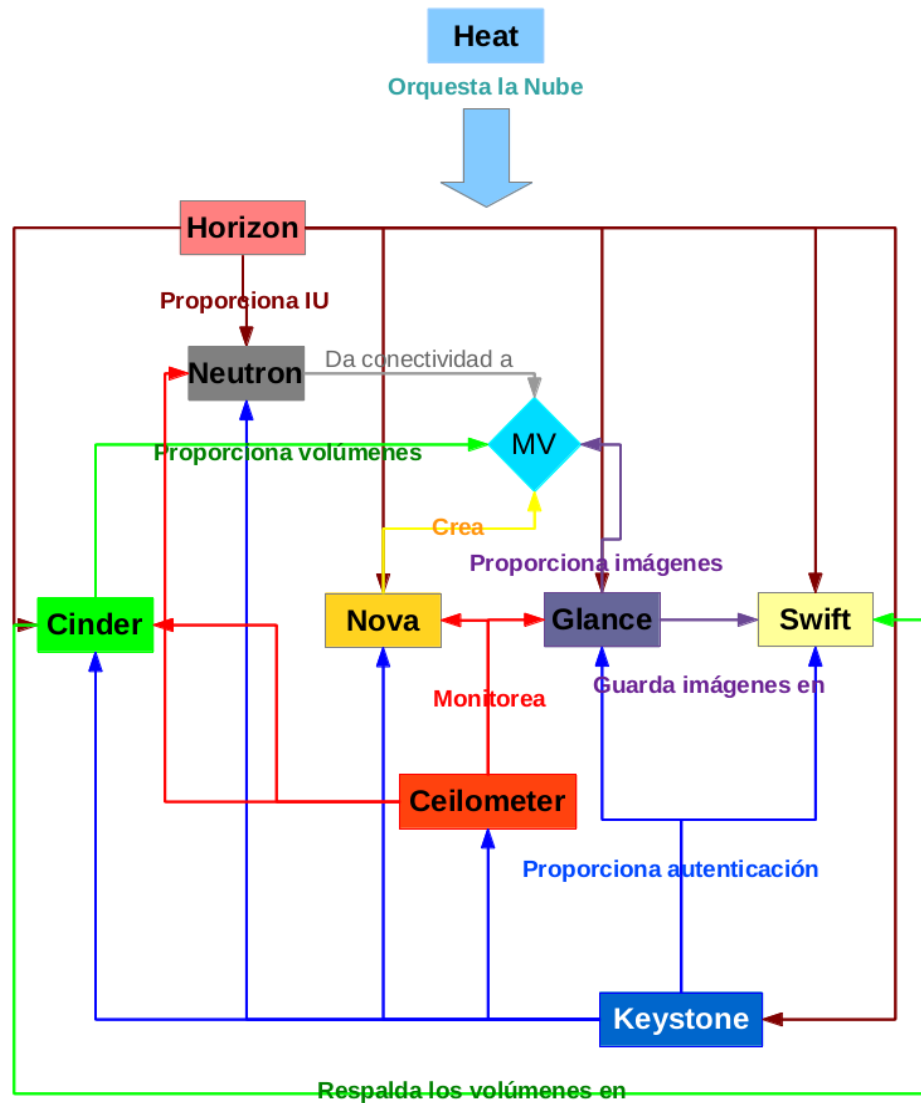 Heat
Orquesta la Nube
Horizon
Proporciona IU
Neutron
Da conectividad a
MV
Proporciona volúmenes
Crea
Proporciona imágenes
Cinder
Nova
Glance
Swift
Guarda imágenes en
Monitorea
Ceilometer
Proporciona autenticación
Keystone
Respalda los volúmenes en